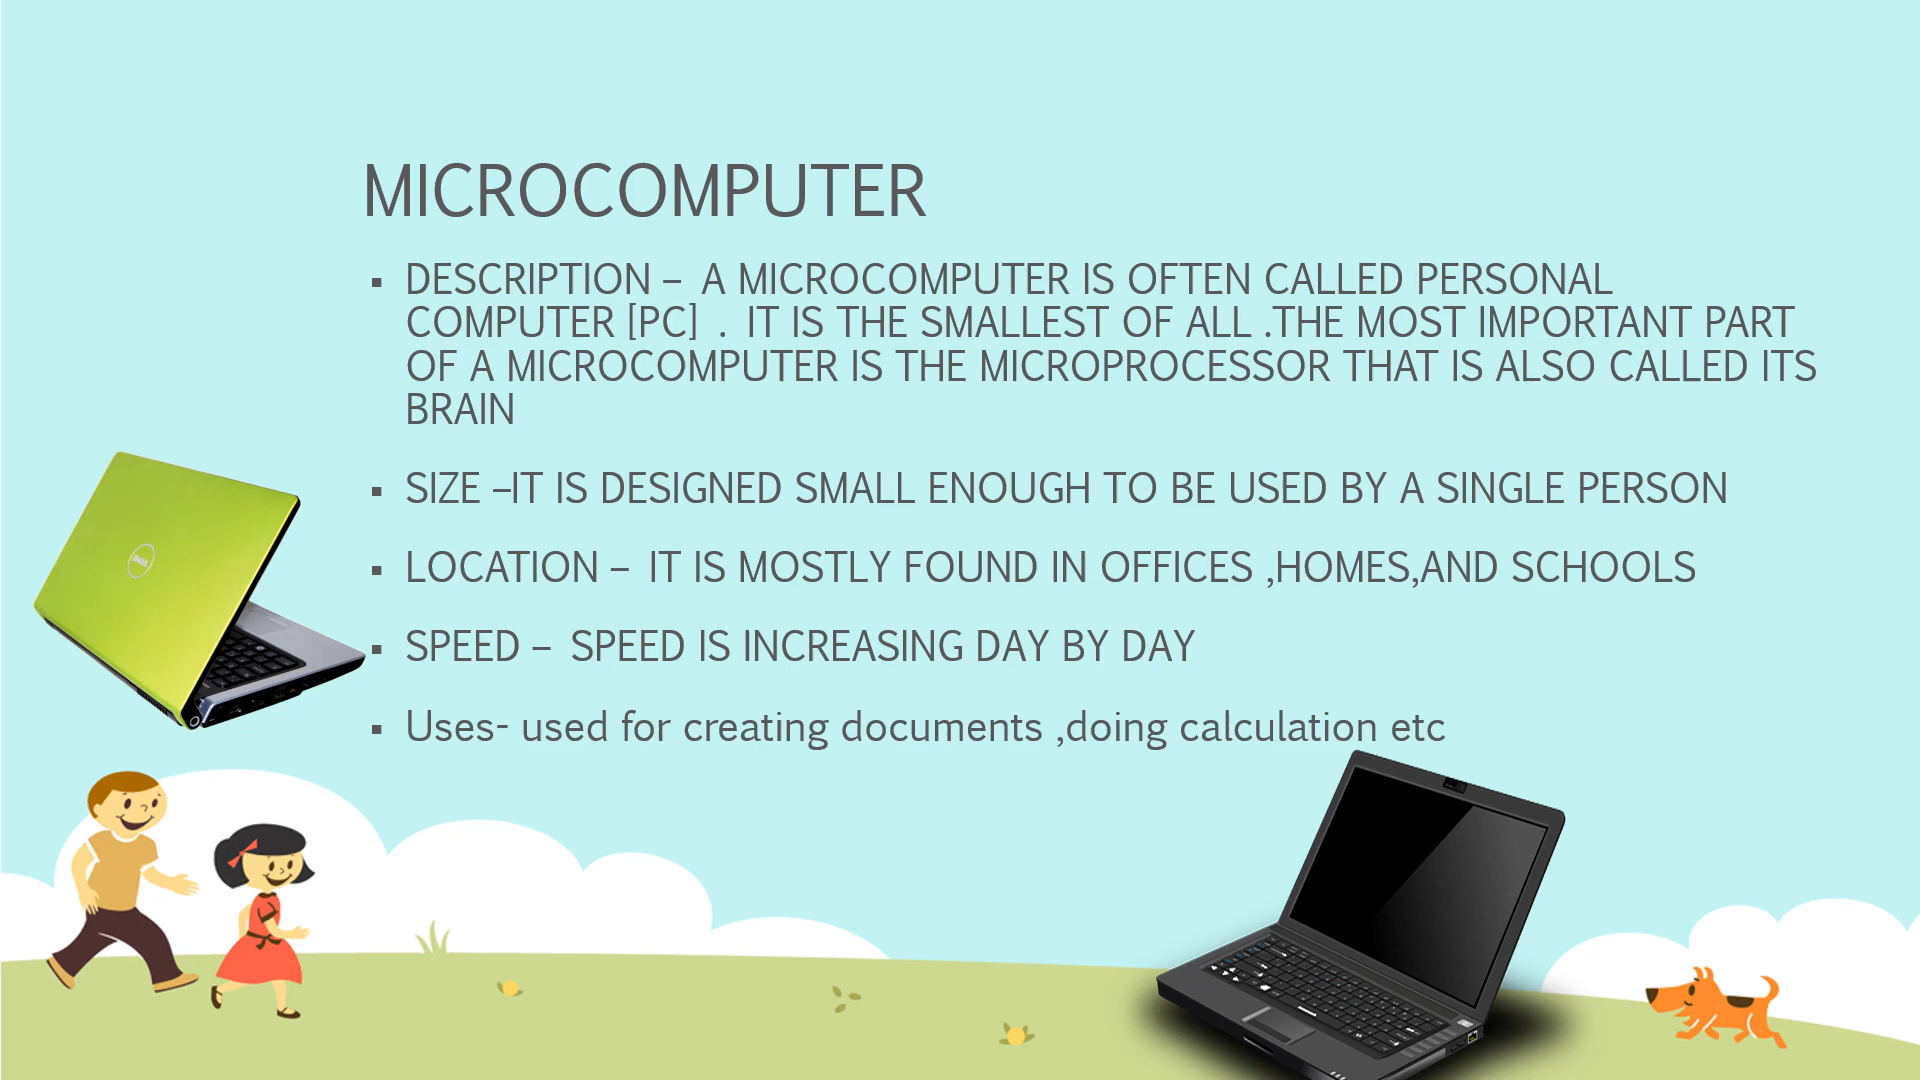 MICROCOMPUTER
▪ DESCRIPTION – A MICROCOMPUTER IS OFTEN CALLED PERSONAL
COMPUTER [PC] . IT IS THE SMALLEST OF ALL .THE MOST IMPORTANT PART
OF A MICROCOMPUTER IS THE MICROPROCESSOR THAT IS ALSO CALLED ITS
BRAIN
▪ SIZE –IT IS DESIGNED SMALL ENOUGH TO BE USED BY A SINGLE PERSON
▪ LOCATION – IT IS MOSTLY FOUND IN OFFICES ,HOMES,AND SCHOOLS
▪ SPEED – SPEED IS INCREASING DAY BY DAY
▪ Uses- used for creating documents ,doing calculation etc
DELL